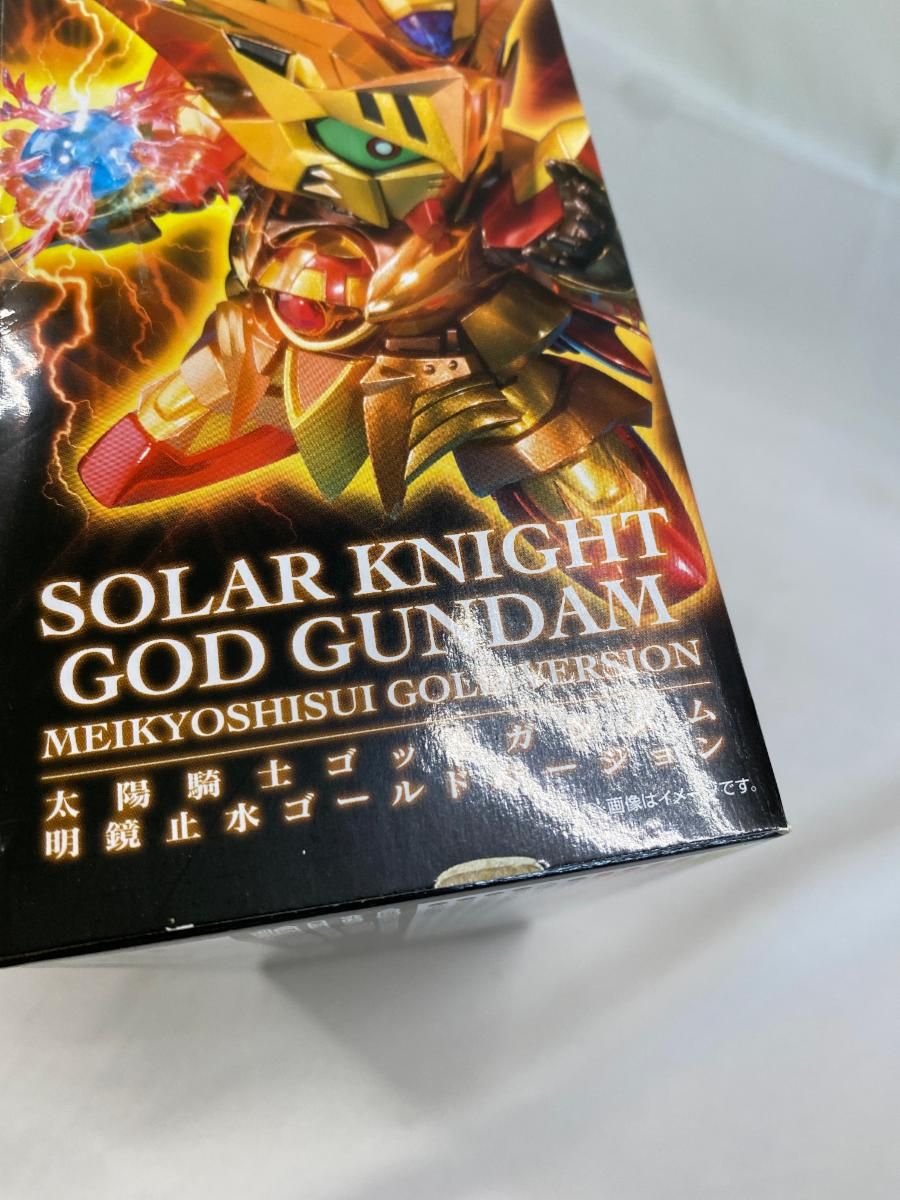 SOLAR KNIGHT
GOD GUNDAM
MEIKYOSHISUI GOLD VERSION
太陽騎士ゴッドガンダム
明鏡止水ゴールドバージョン
画像はイメージです。